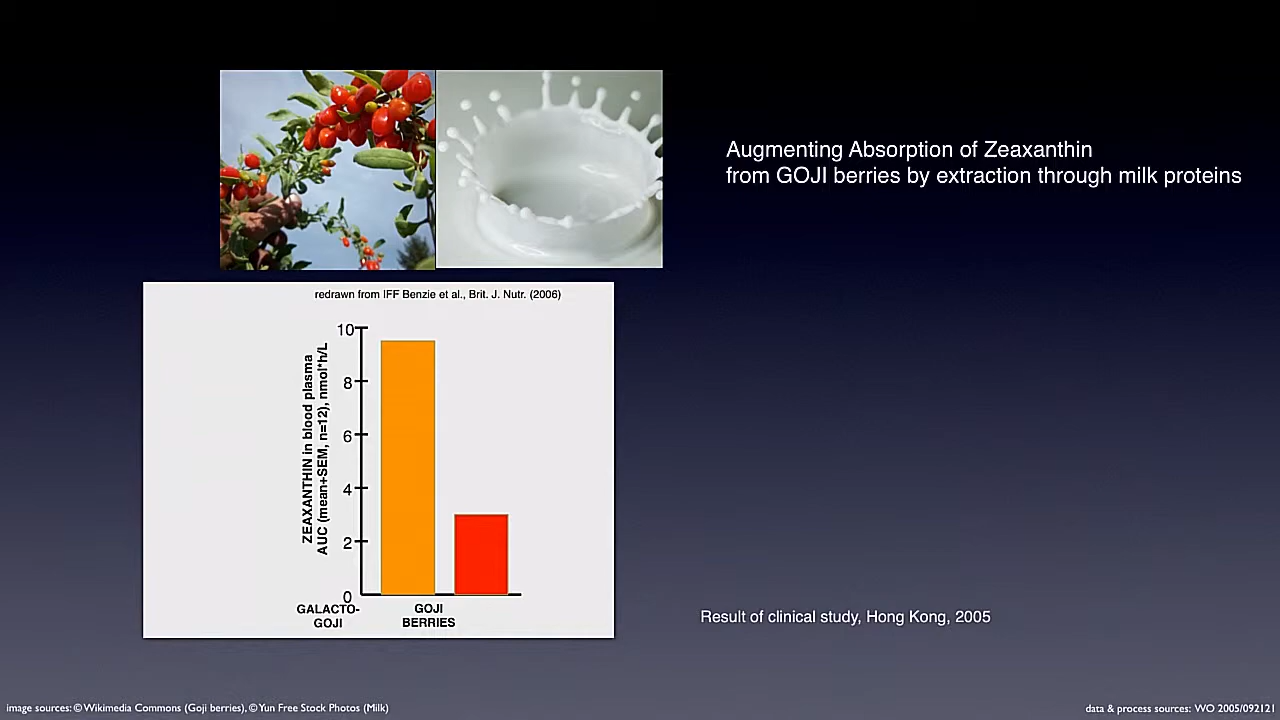 Augmenting Absorption of Zeaxanthin
from GOJI berries by extraction through milk proteins
redrawn from IFF Benzie et al., Brit. J. Nutr. (2006)
ZEAXANTHIN in blood plasma
AUC (mean+SEM, n=12), nmol*h/L
10
8
6
4
2
0
GALACTO-
GOJI
GOJI
BERRIES
Result of clinical study, Hong Kong, 2005
image sources: © Wikimedia Commons (Goji berries), © Yun Free Stock Photos (Milk)
data & process sources: WO 2005/092121